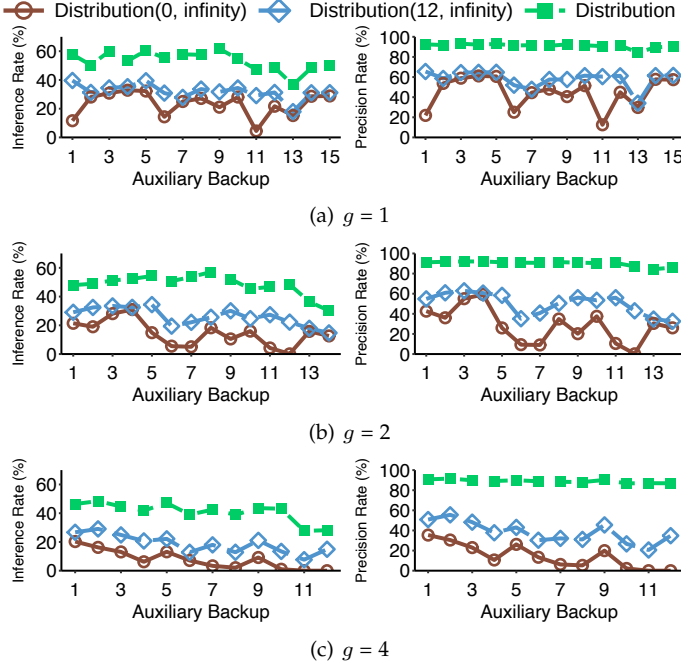 Distribution(0, infinity) Distribution(12, infinity) Distribution
Inference Rate (%)
60
40
20
0
1 3 5 7 9 11 13 15
Auxiliary Backup
Precision Rate (%)
100
80
60
40
20
0
1 3 5 7 9 11 13 15
Auxiliary Backup
(a) g = 1
Inference Rate (%)
60
40
20
0
1 3 5 7 9 11 13
Auxiliary Backup
Precision Rate (%)
100
80
60
40
20
0
1 3 5 7 9 11 13
Auxiliary Backup
(b) g = 2
Inference Rate (%)
60
40
20
0
1 3 5 7 9 11
Auxiliary Backup
Precision Rate (%)
100
80
60
40
20
0
1 3 5 7 9 11
Auxiliary Backup
(c) g = 4